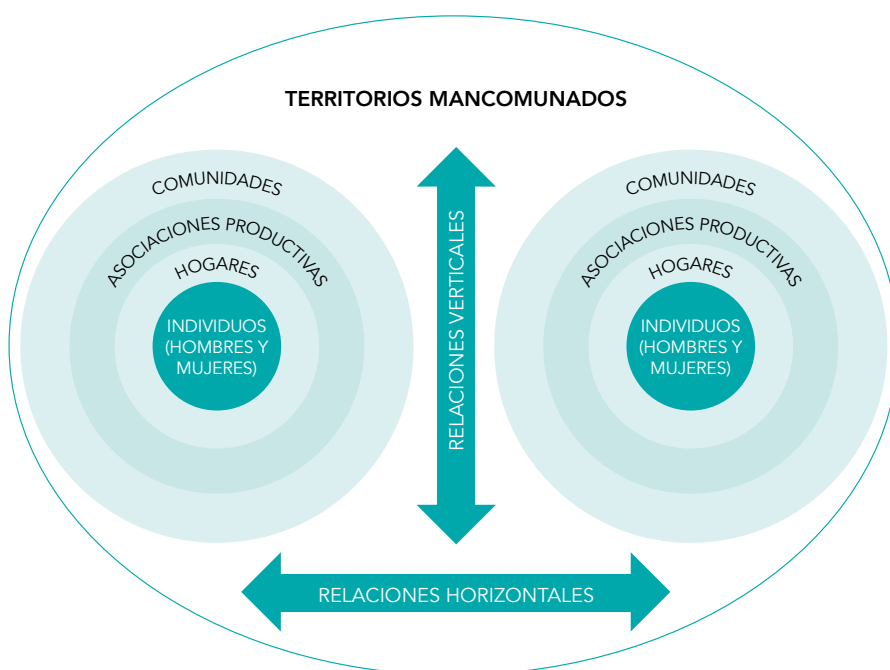 TERRITORIOS MANCOMUNADOS
COMUNIDADES
ASOCIACIONES PRODUCTIVAS
HOGARES
INDIVIDUOS
(HOMBRES Y
MUJERES)
RELACIONES VERTICALES
COMUNIDADES
ASOCIACIONES PRODUCTIVAS
HOGARES
INDIVIDUOS
(HOMBRES Y
MUJERES)
RELACIONES HORIZONTALES